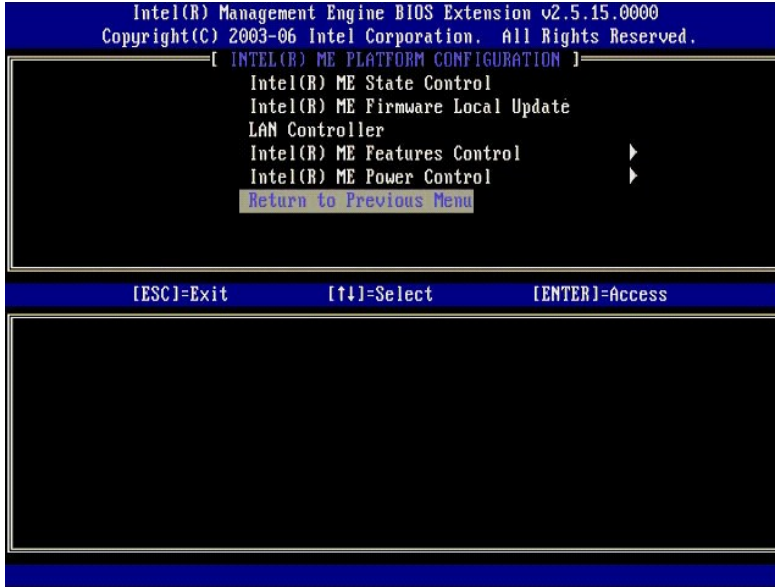 Intel(R) Management Engine BIOS Extension v2.5.15.0000
Copyright(C) 2003-06 Intel Corporation. All Rights Reserved.
[ INTEL(R) ME PLATFORM CONFIGURATION ]
Intel(R) ME State Control
Intel(R) ME Firmware Local Update
LAN Controller
Intel(R) ME Features Control ►
Intel(R) ME Power Control ►
Return to Previous Menu
[ESC]=Exit [↑↓]=Select [ENTER]=Access